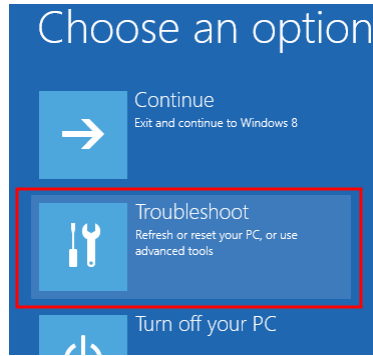 Choose an option
Continue
Exit and continue to Windows 8
Troubleshoot
Refresh or reset your PC, or use
advanced tools
Turn off your PC